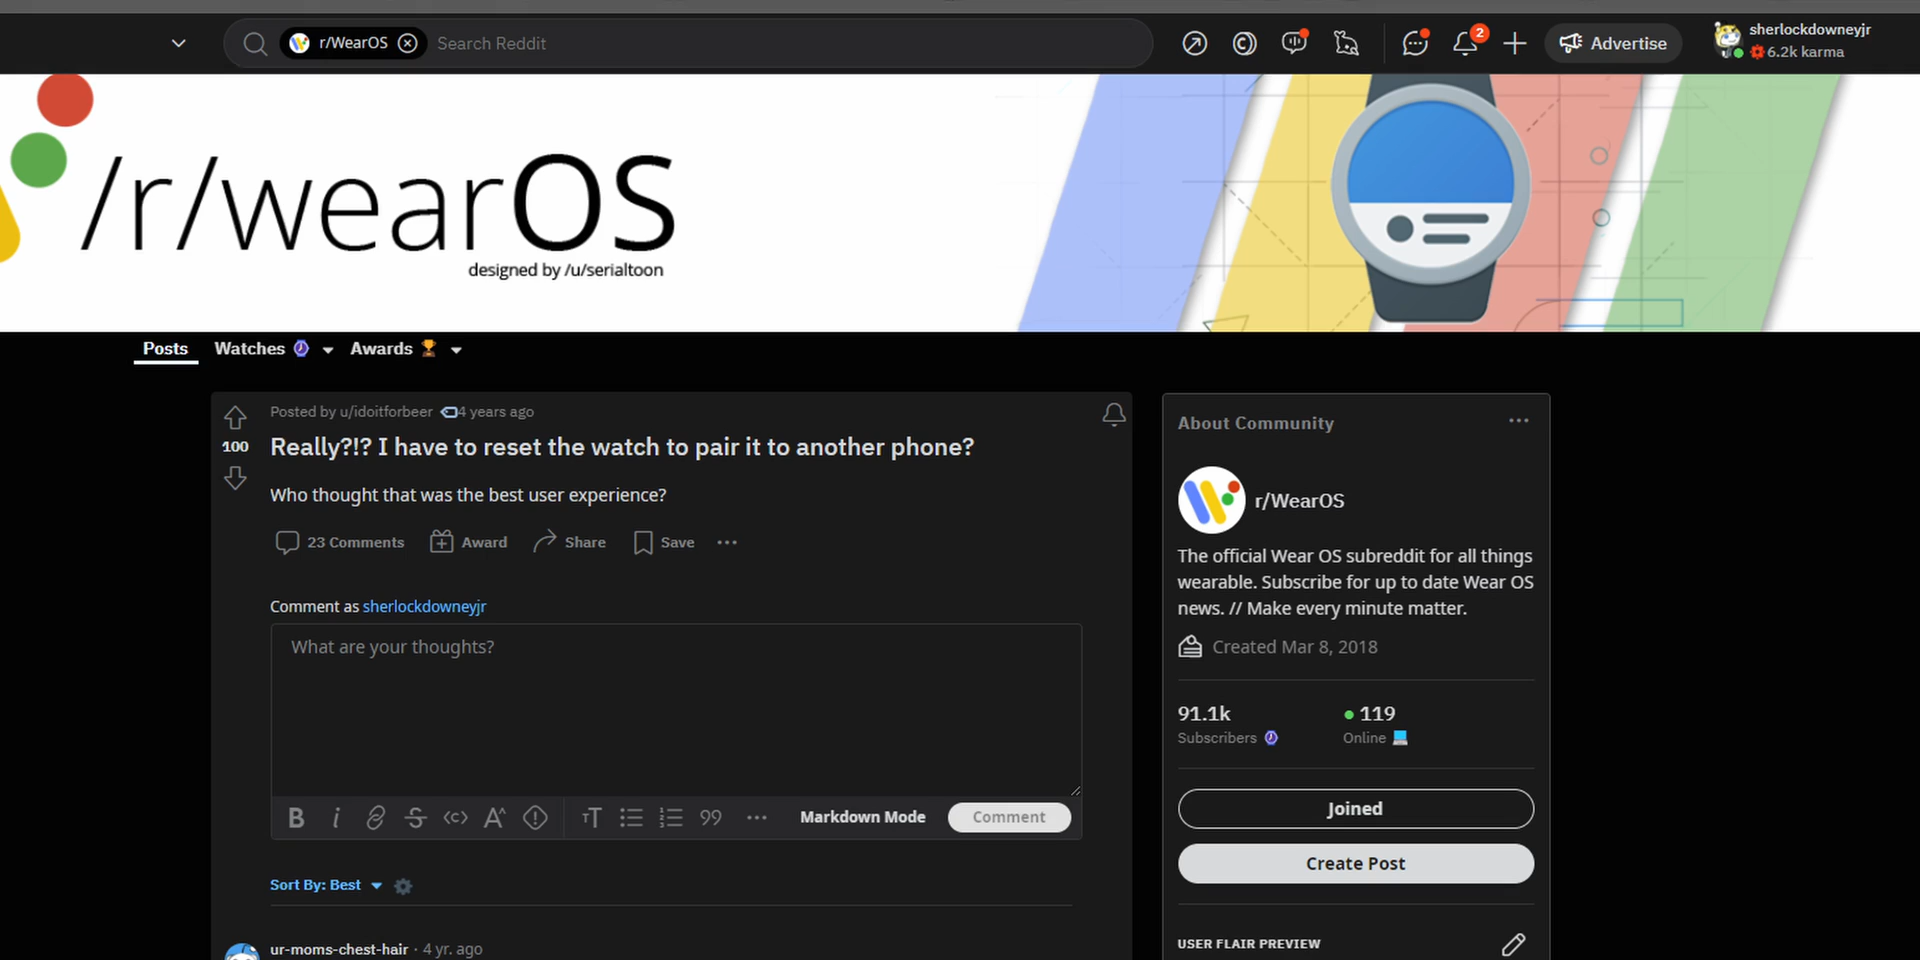 r/WearOS
Search Reddit
2
Advertise
sherlockdowneyjr
6.2k karma
/r/wearOS
designed by /u/serialtoon
Posts
Watches
Awards
Posted by u/idoitforbeer
4 years ago
100
Really?!? I have to reset the watch to pair it to another phone?
Who thought that was the best user experience?
23 Comments
Award
Share
Save
Comment as sherlockdowneyjr
What are your thoughts?
Markdown Mode
Comment
Sort By: Best
ur-moms-chest-hair · 4 yr. ago
About Community
r/WearOS
The official Wear OS subreddit for all things
wearable. Subscribe for up to date Wear OS
news. // Make every minute matter.
Created Mar 8, 2018
91.1k
Subscribers
119
Online
Joined
Create Post
USER FLAIR PREVIEW